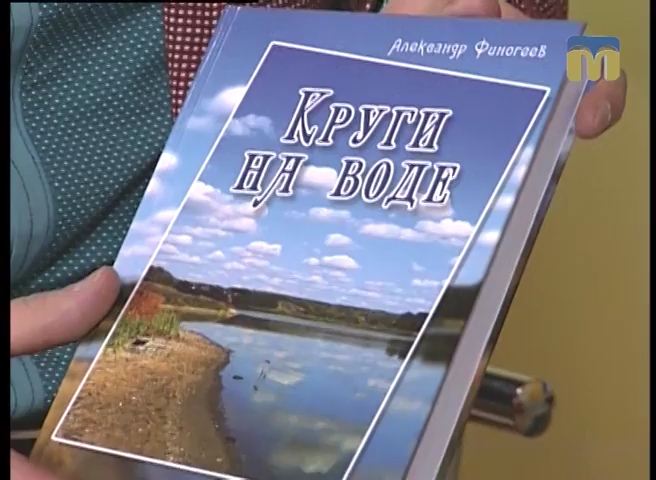 Александр Финогеев
Круги
на воде
m